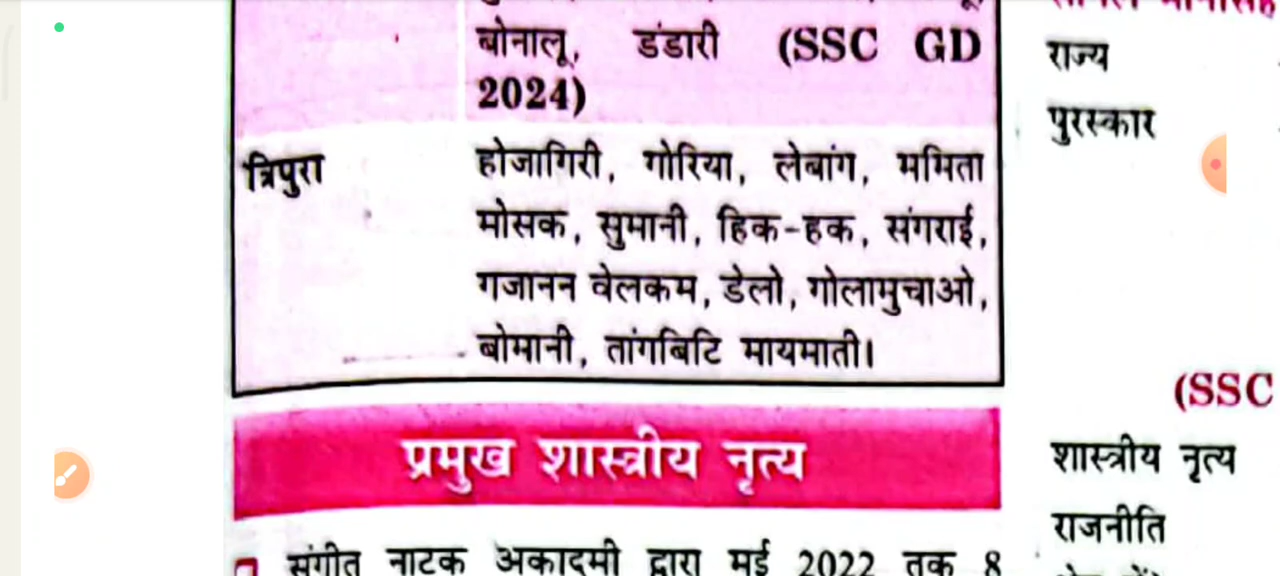 बोनालू, डंडारी (SSC GD
2024)
त्रिपुरा
होजागिरी, गोरिया, लेबांग, ममिता
मोसक, सुमानी, हिक-हक, संगराई,
गजानन वेलकम, डेलो, गोलामुचाओ,
बोमानी, तांगबिटि मायमाती।
प्रमुख शास्त्रीय नृत्य
संगीत नाटक अकादमी द्वारा मई 2022 तक 8
राज्य
पुरस्कार
(SSC
शास्त्रीय नृत्य
राजनीति